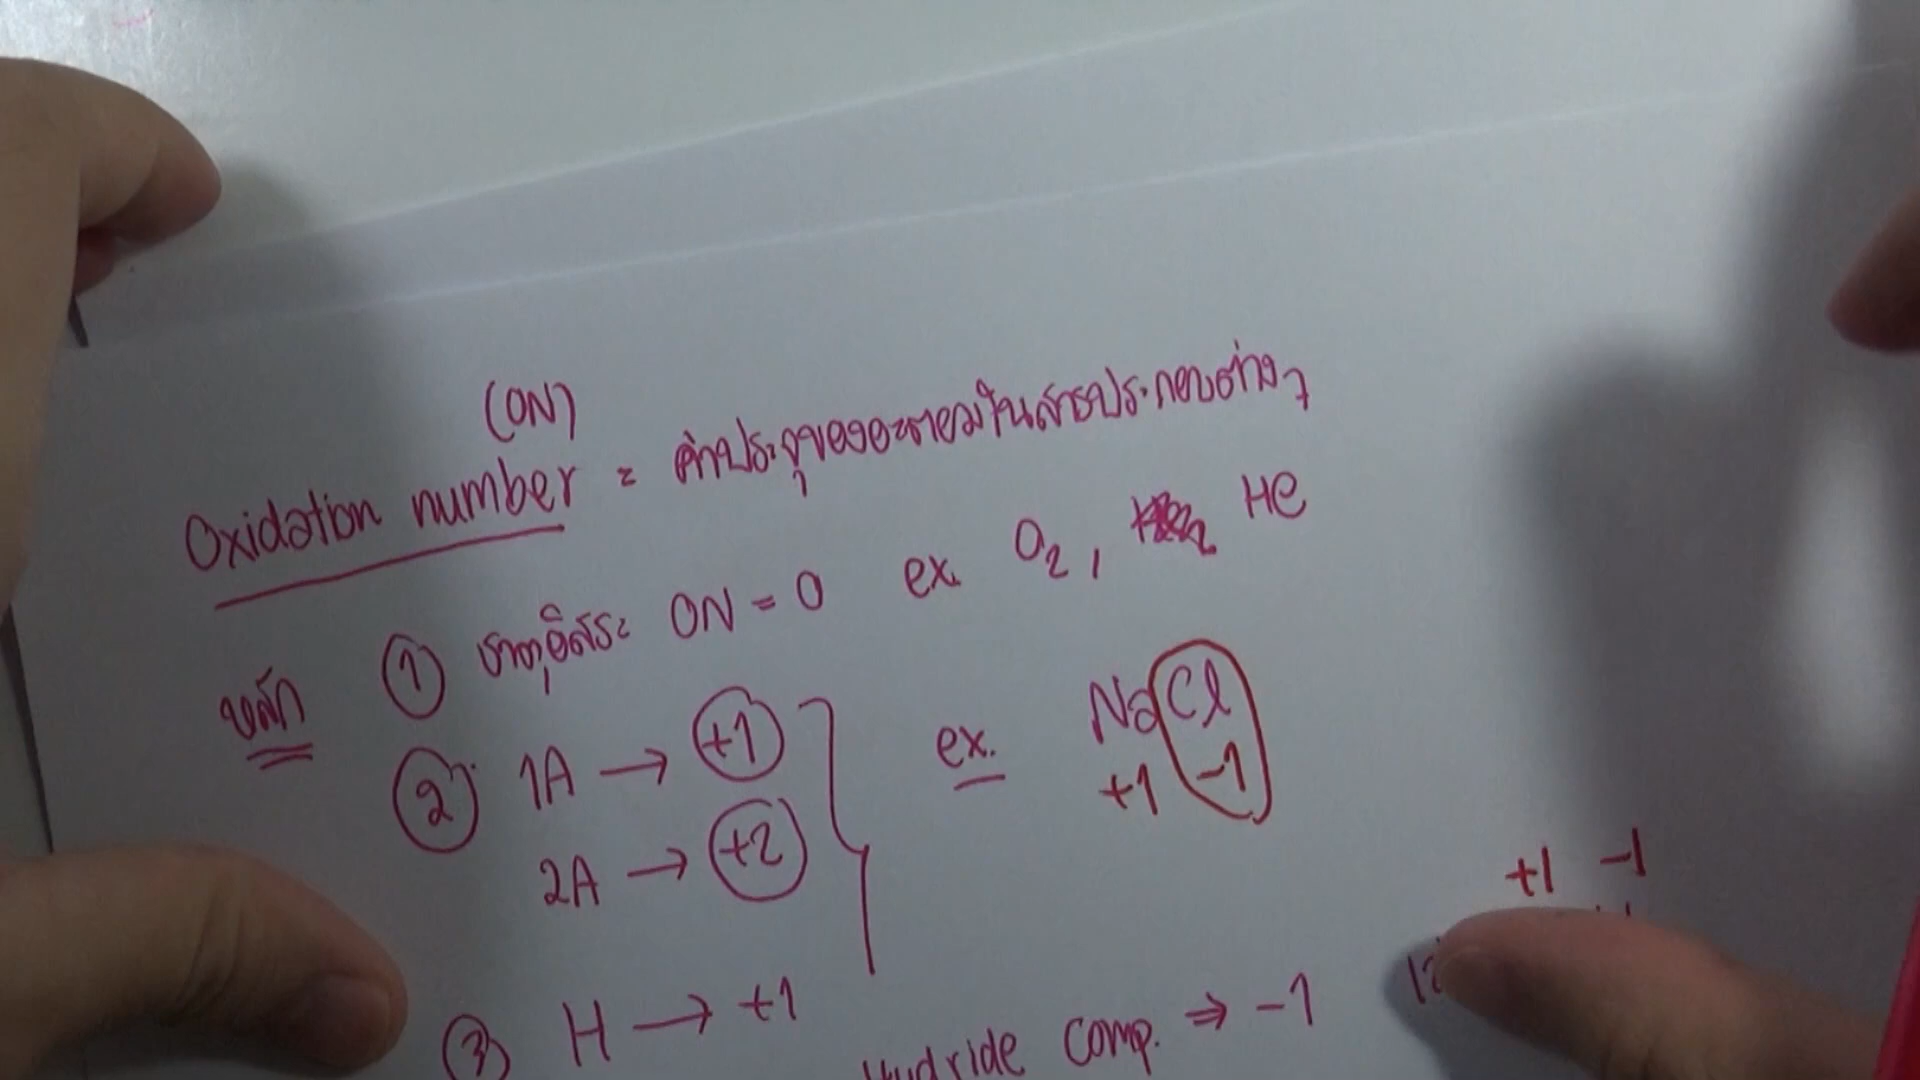 (ON)
Oxidation number = ค่าประจุของอะตอมในสารประกอบต่างๆ
หลัก ① ธาตุอิสระ ON = 0 ex. O₂, He
② 1A → +1 ex. NaCl
+1 -1
2A → +2
+1 -1
③ H → +1
Hydride comp. ⇒ -1